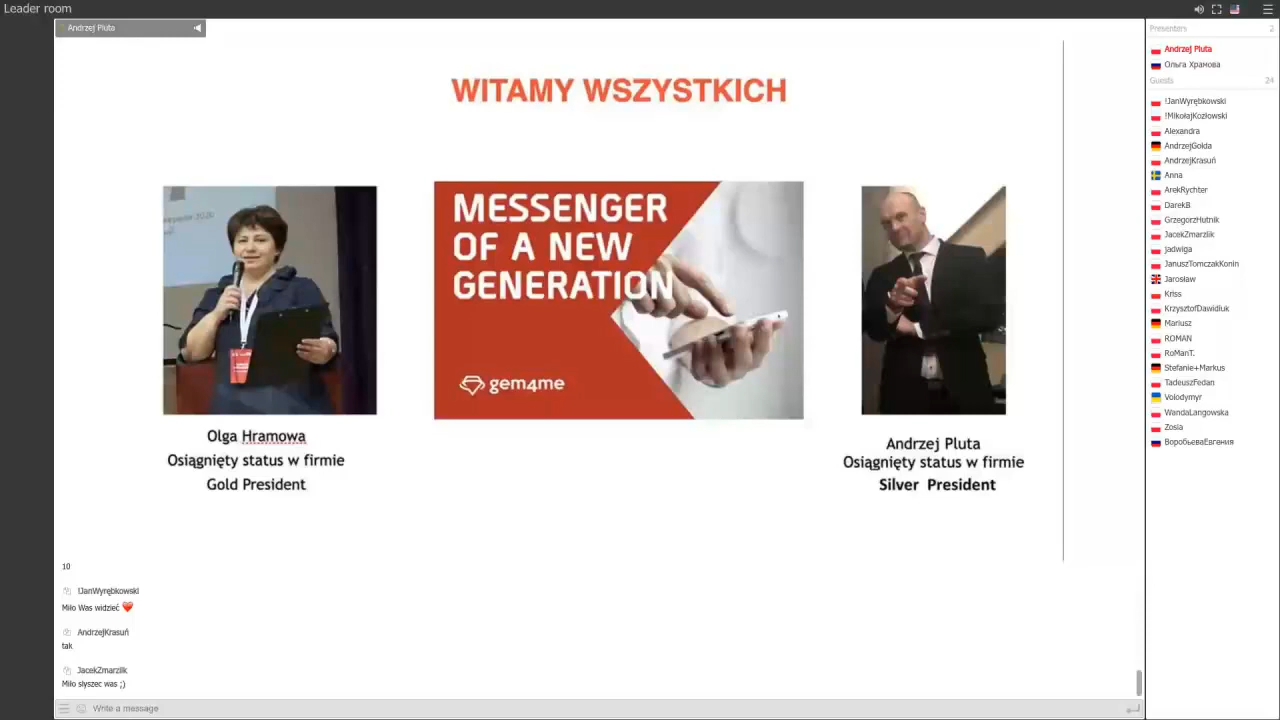 Leader room
Andrzej Pluta
WITAMY WSZYSTKICH
MESSENGER
OF A NEW
GENERATION
gem4me
Olga Hramowa
Osiągnięty status w firmie
Gold President
Andrzej Pluta
Osiągnięty status w firmie
Silver President
10
!JanWyrębkowski
Miło Was widzieć
AndrzejKrasuń
tak
JacekZmarzlik
Miło słyszec was ;)
Write a message
Presenters 2
Andrzej Pluta
Ольга Храмова
Guests 24
!JanWyrębkowski
!MikołajKozłowski
Alexandra
AndrzejGołda
AndrzejKrasuń
Anna
ArekRychter
DarekB
GrzegorzHutnik
JacekZmarzlik
jadwiga
JanuszTomczakKonin
Jarosław
Kriss
KrzysztofDawidiuk
Mariusz
ROMAN
RoManT.
Stefanie+Markus
TadeuszFedan
Volodymyr
WandaLangowska
Zosia
ВоробьеваЕвгения